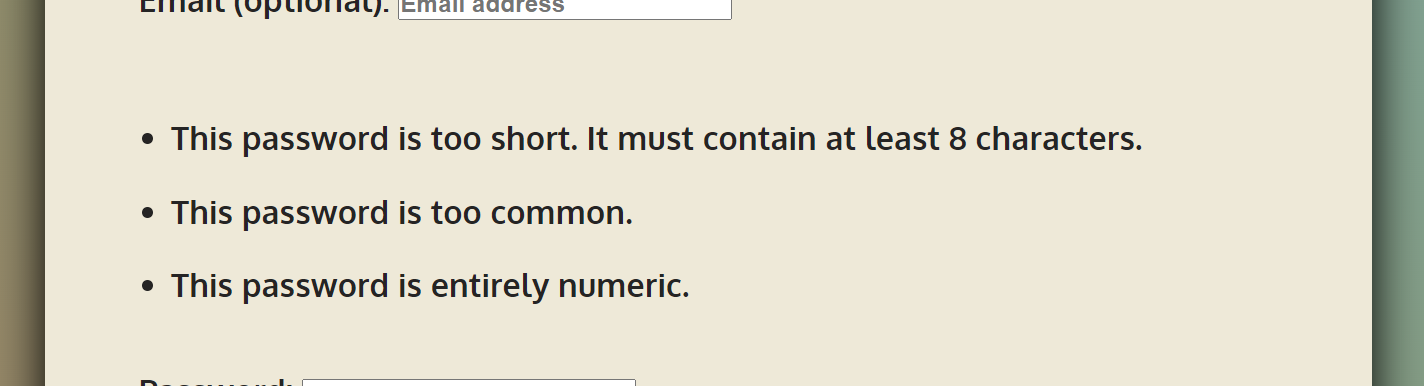 Email (optional): Email address
This password is too short. It must contain at least 8 characters.
This password is too common.
This password is entirely numeric.
Password: